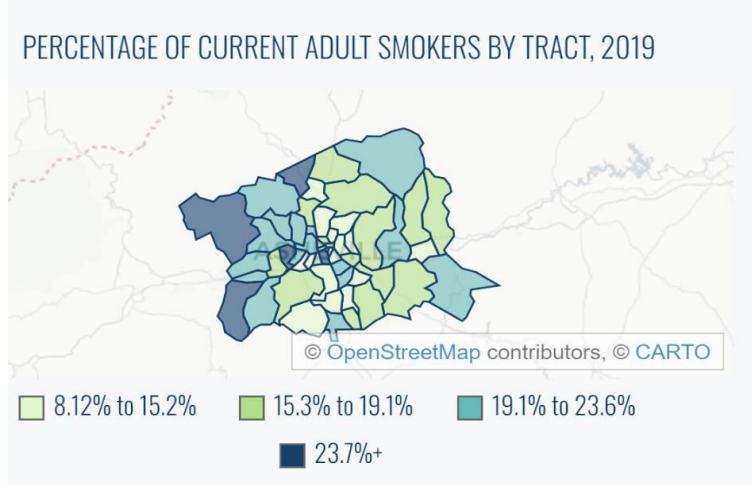 PERCENTAGE OF CURRENT ADULT SMOKERS BY TRACT, 2019
ASHEVILLE
© OpenStreetMap contributors, © CARTO
8.12% to 15.2%
15.3% to 19.1%
19.1% to 23.6%
23.7%+